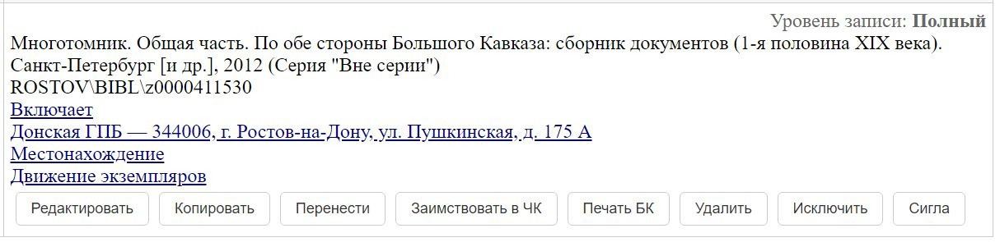 Уровень записи: Полный
Многотомник. Общая часть. По обе стороны Большого Кавказа: сборник документов (1-я половина XIX века).
Санкт-Петербург [и др.], 2012 (Серия "Вне серии")
ROSTOV\BIBL\z0000411530
Включает
Донская ГПБ — 344006, г. Ростов-на-Дону, ул. Пушкинская, д. 175 А
Местонахождение
Движение экземпляров
Редактировать Копировать Перенести Заимствовать в ЧК Печать БК Удалить Исключить Сигла